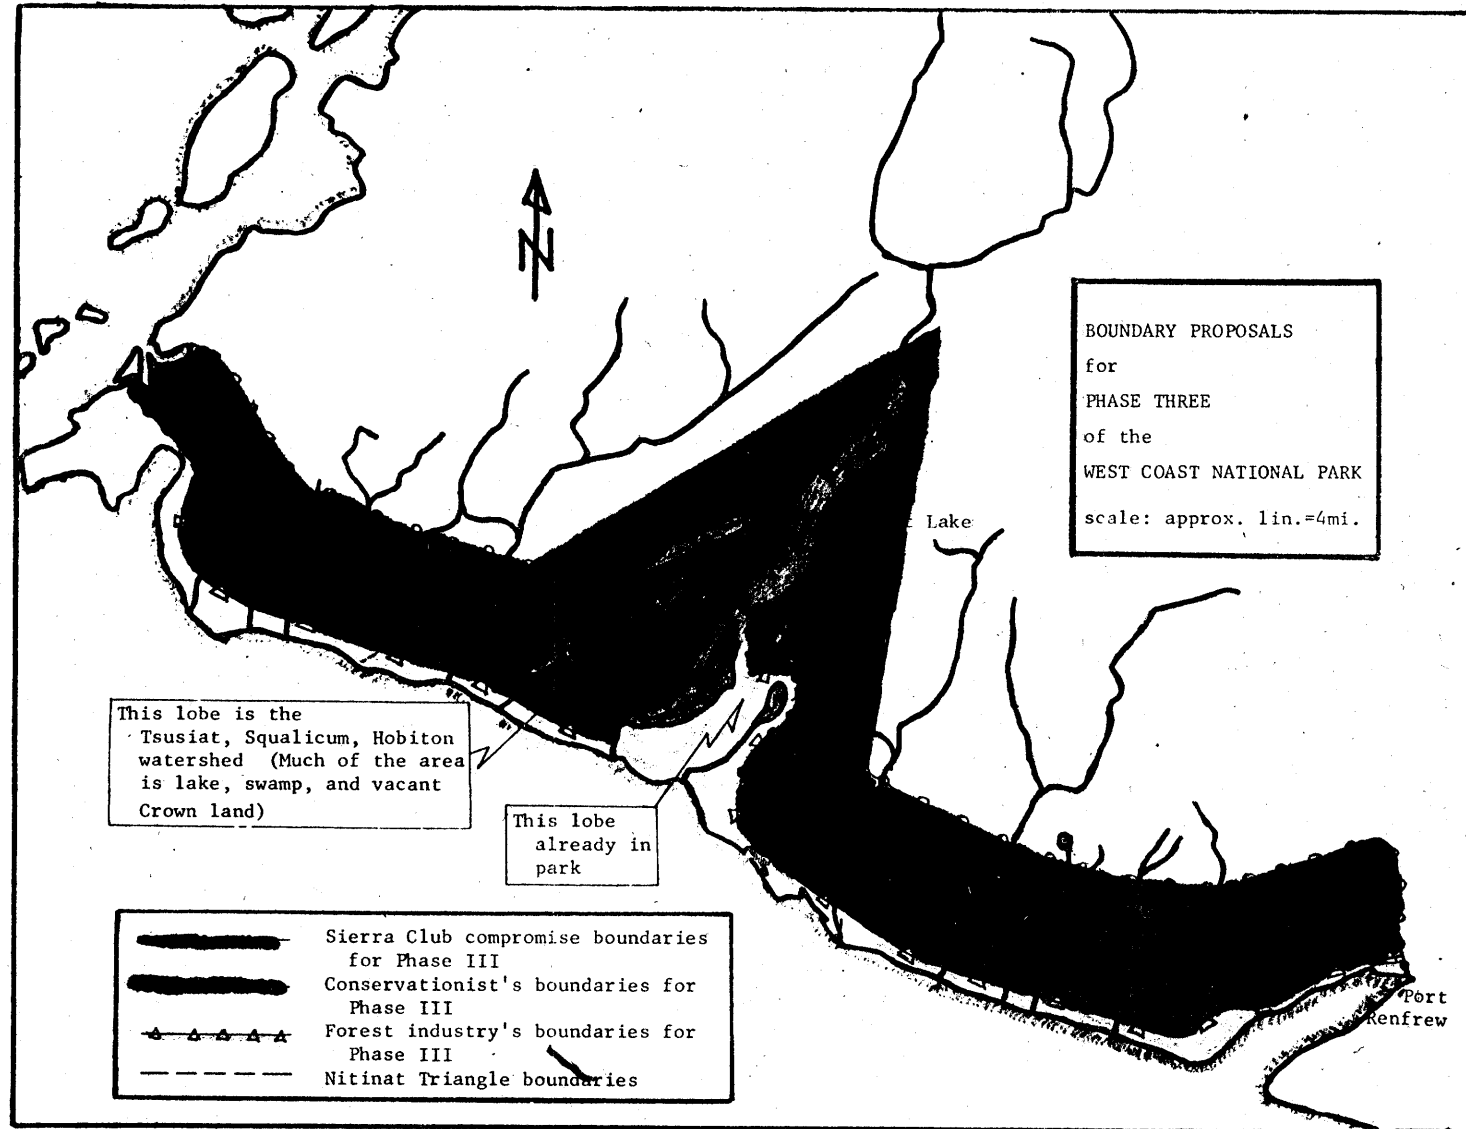 N
BOUNDARY PROPOSALS
for
PHASE THREE
of the
WEST COAST NATIONAL PARK
scale: approx. 1in.=4mi.
Lake
This lobe is the
Tsusiat, Squalicum, Hobiton
watershed (Much of the area
is lake, swamp, and vacant
Crown land)
This lobe
already in
park
Port
Renfrew
Sierra Club compromise boundaries
for Phase III
Conservationist's boundaries for
Phase III
Forest industry's boundaries for
Phase III
Nitinat Triangle boundaries